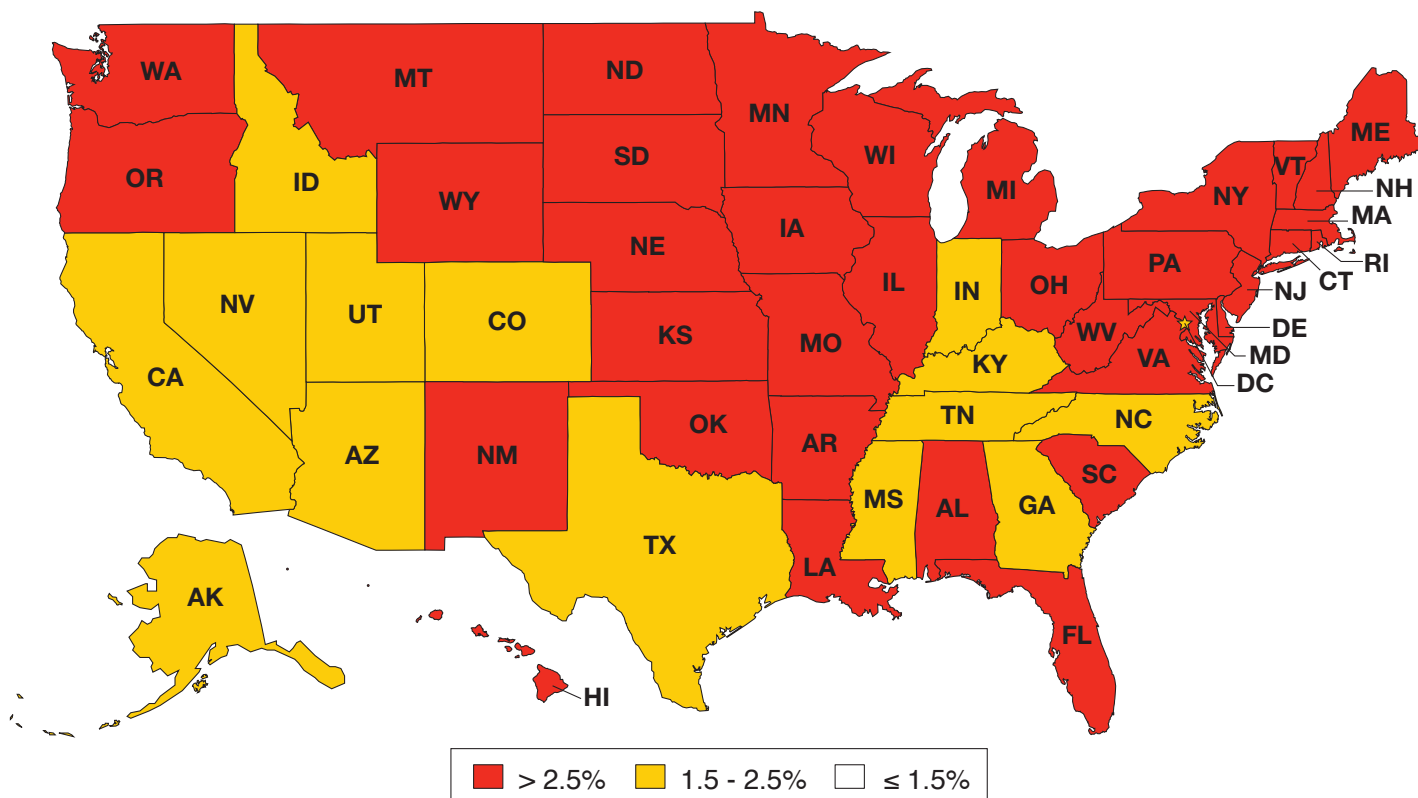 WA
MT
ND
MN
ME
SD
WI
VT
OR
ID
MI
NY
NH
WY
MA
IA
NE
PA
RI
CT
NV
IL
IN
OH
NJ
UT
CO
DE
WV
KS
MO
VA
MD
CA
KY
DC
TN
NC
OK
AR
AZ
NM
SC
MS
AL
GA
TX
LA
AK
FL
HI
> 2.5% 1.5 - 2.5% ≤ 1.5%